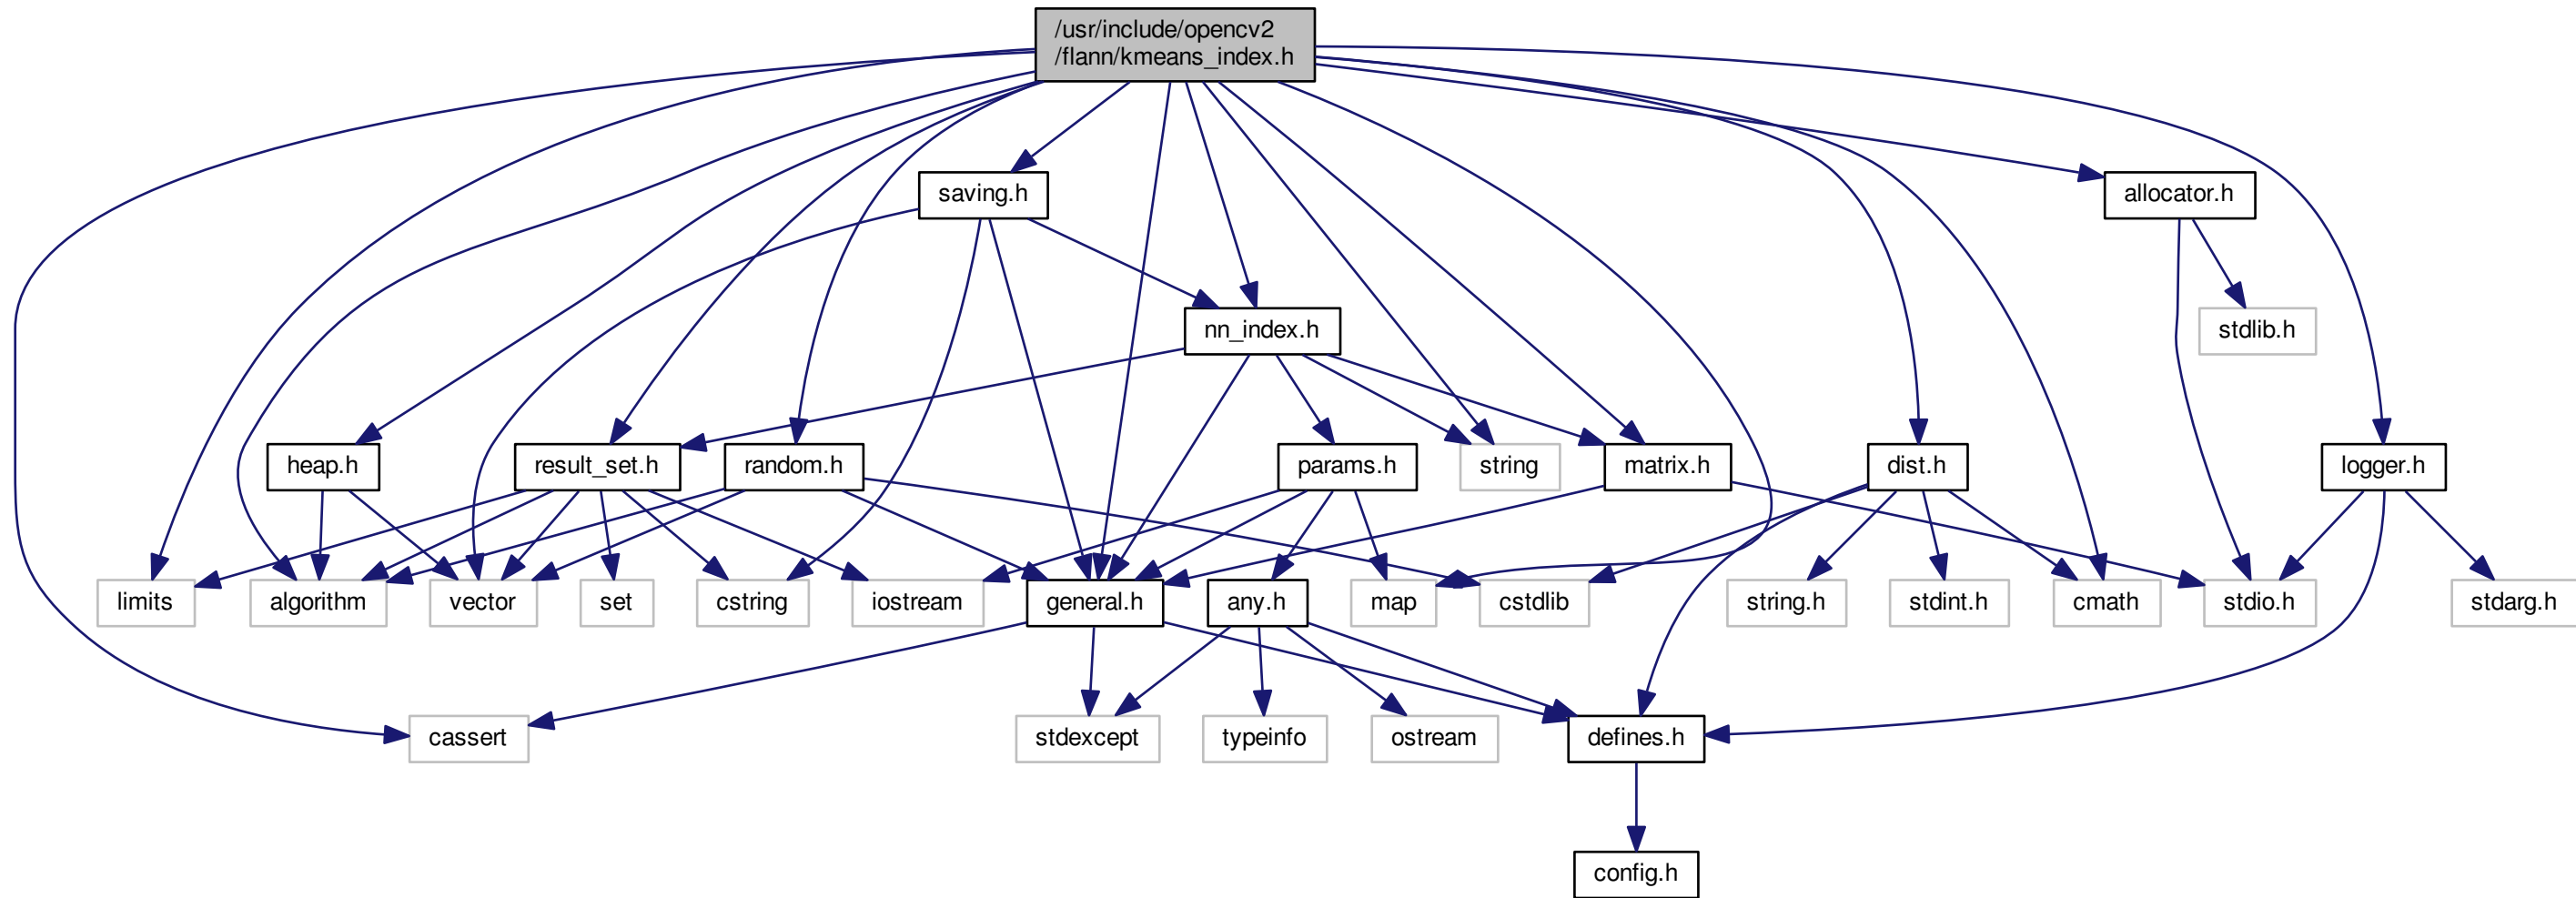 /usr/include/opencv2
/flann/kmeans_index.h
saving.h
allocator.h
nn_index.h
stdlib.h
heap.h
result_set.h
random.h
params.h
string
matrix.h
dist.h
logger.h
limits
algorithm
vector
set
cstring
iostream
general.h
any.h
map
cstdlib
string.h
stdint.h
cmath
stdio.h
stdarg.h
cassert
stdexcept
typeinfo
ostream
defines.h
config.h